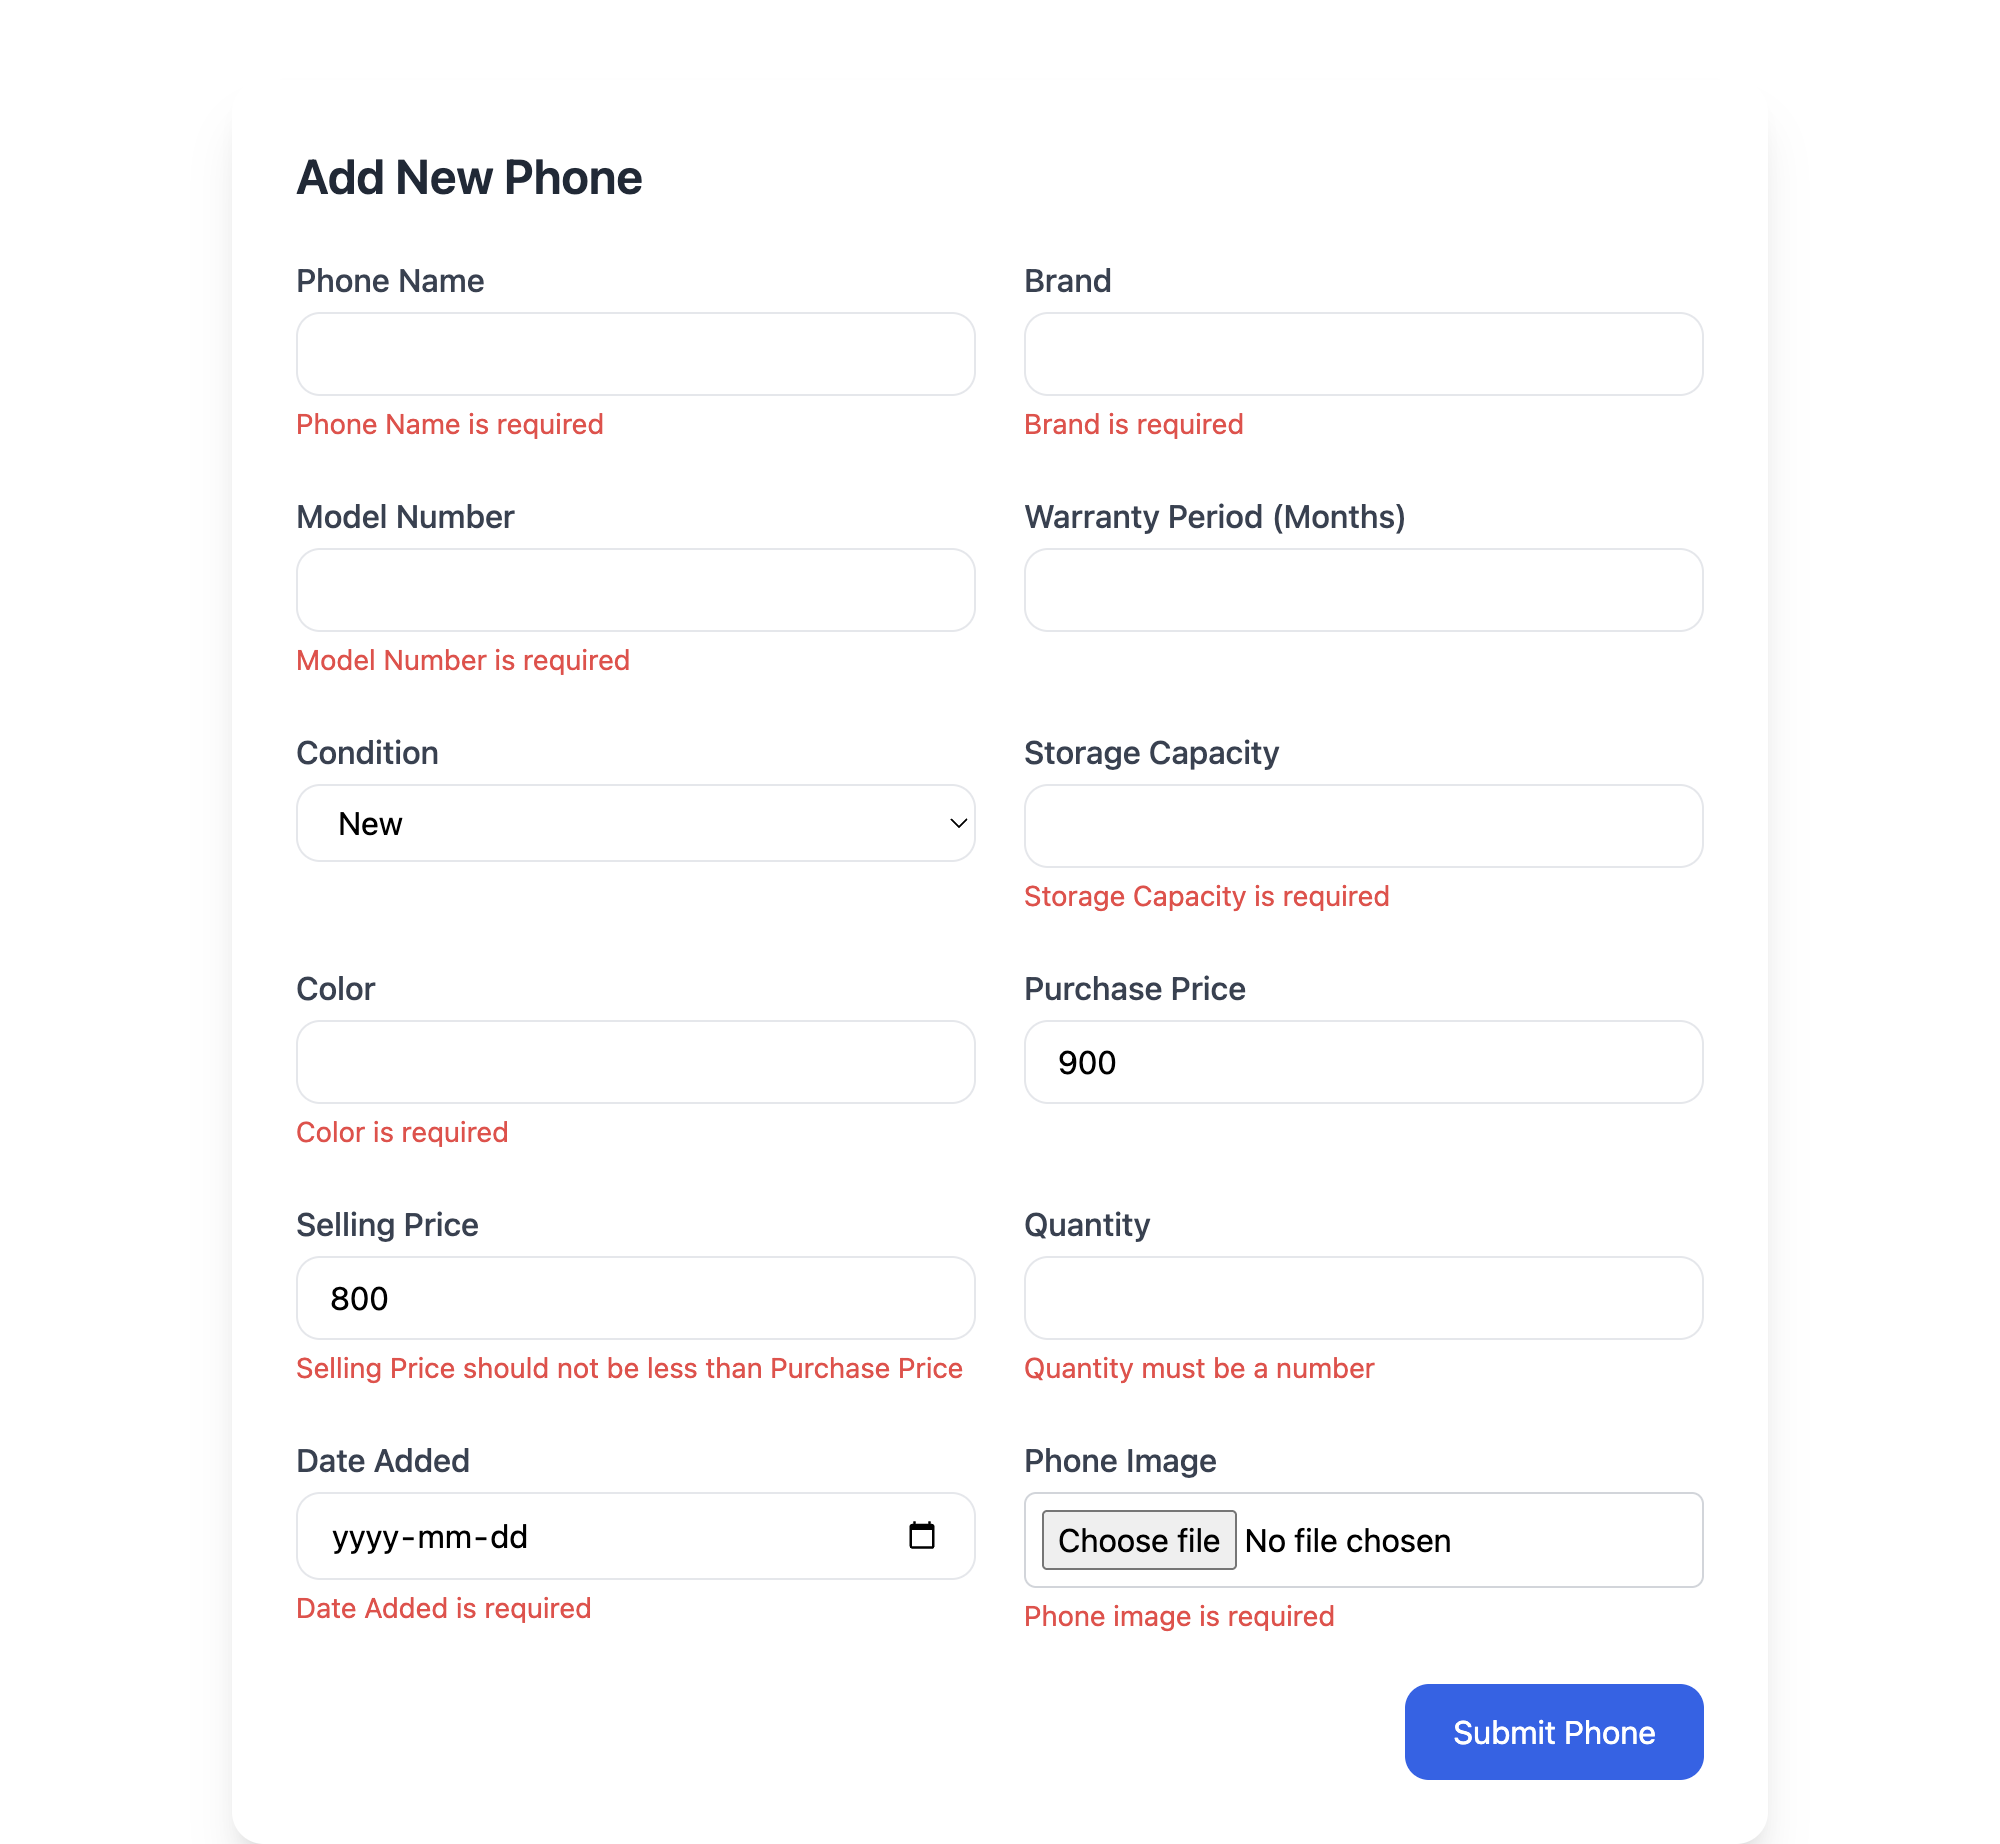 Add New Phone
Phone Name
Brand
Phone Name is required
Brand is required
Model Number
Warranty Period (Months)
Model Number is required
Condition
Storage Capacity
New
Storage Capacity is required
Color
Purchase Price
900
Color is required
Selling Price
Quantity
800
Selling Price should not be less than Purchase Price
Quantity must be a number
Date Added
Phone Image
yyyy-mm-dd
Choose file No file chosen
Date Added is required
Phone image is required
Submit Phone